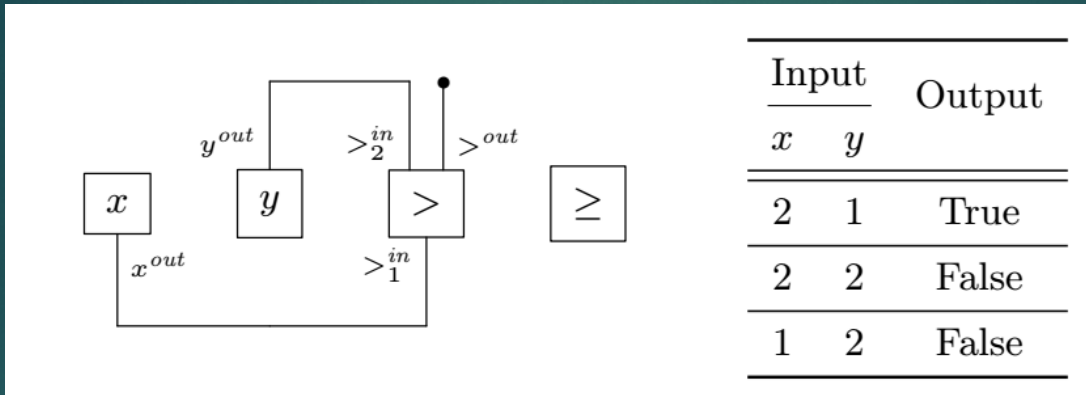 y^{out} >^{in}_2 >^{out}
x y > ≥
x^{out} >^{in}_1
Input Output
x y
2 1 True
2 2 False
1 2 False